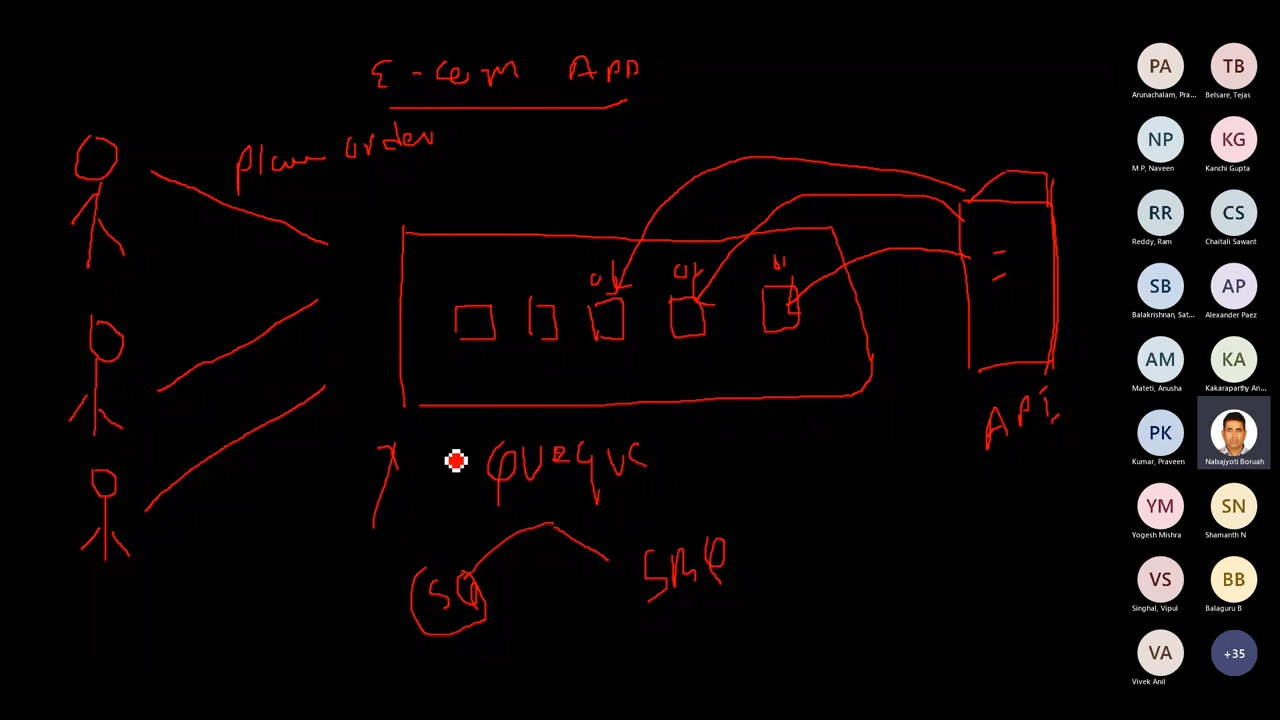 E-com App
Place order
Queue
API
SQ
SBQ
PA
Arunachalam, Pra...
TB
Belsare, Tejas
NP
M P, Naveen
KG
Kanchi Gupta
RR
Reddy, Ram
CS
Chaitali Sawant
SB
Balakrishnan, Sat...
AP
Alexander Paez
AM
Mateti, Anusha
KA
Kakaraparthy An...
PK
Kumar, Praveen
Nabajyoti Boruah
YM
Yogesh Mishra
SN
Shamanth N
VS
Singhal, Vipul
BB
Balaguru B
VA
Vivek Anil
+35